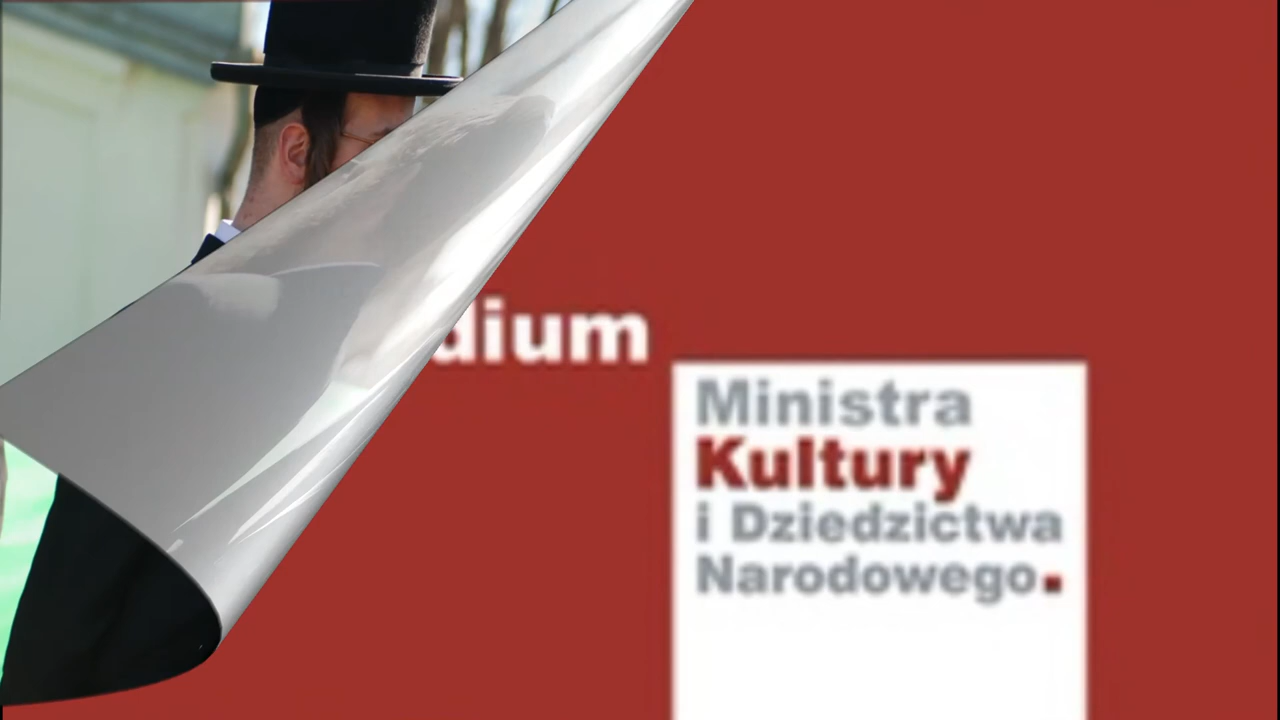 dium
Ministra
Kultury
i Dziedzictwa
Narodowego.